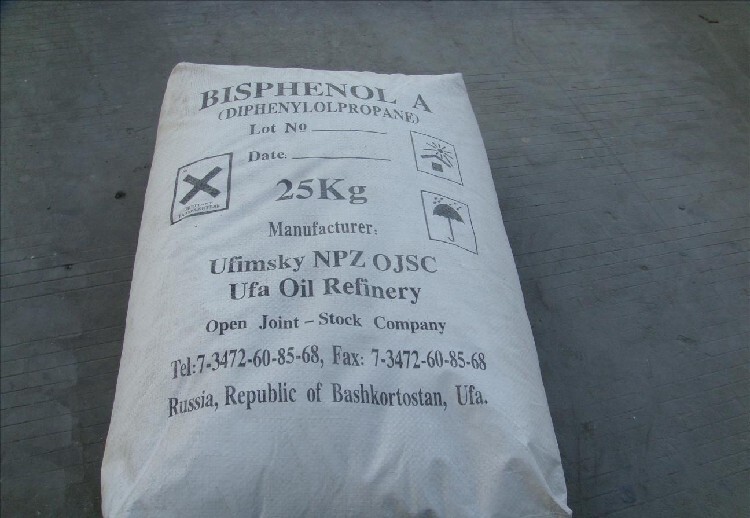 BISPHENOL A
(DIPHENYLOLPROPANE)
Lot No
Date.
25Kg
Manufacturer:
Ufimsky NPZ OJSC
Ufa Oil Refinery
Open Joint-Stock Company
Tel:7-3472-60-85-68, Fax: 7-3472-60-85-68
Russia, Republic of Bashkortostan, Ufa.